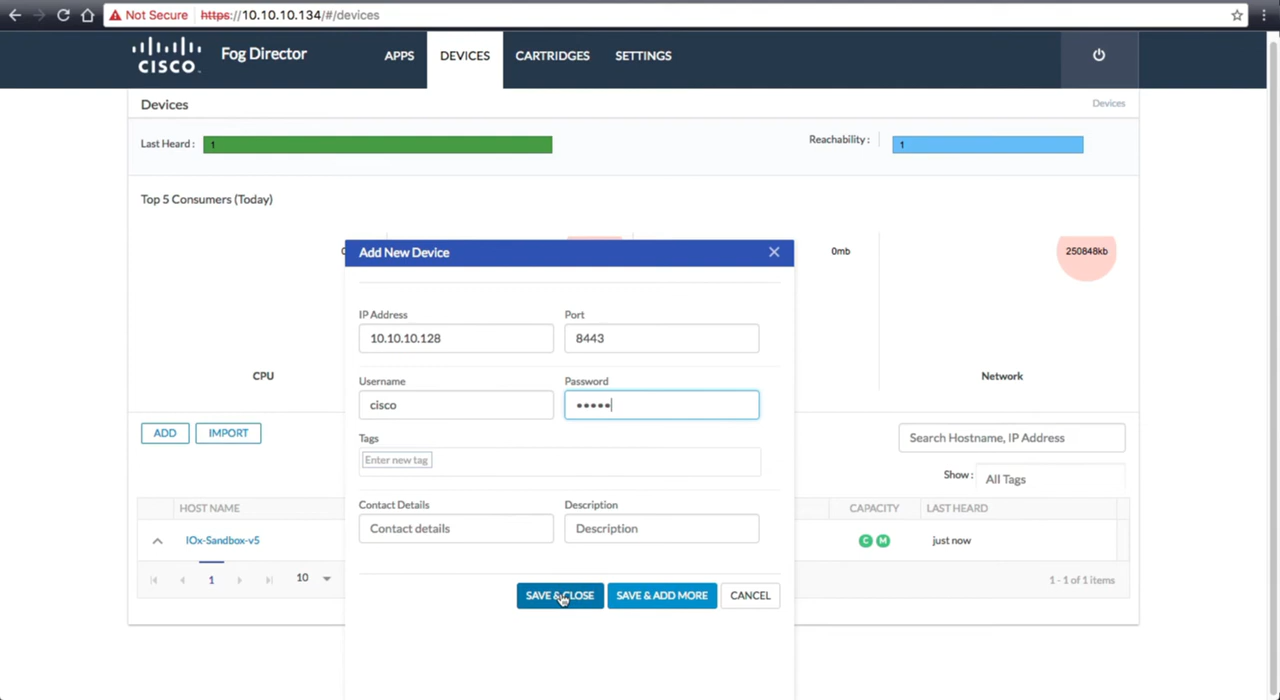 Not Secure https://10.10.10.134/#/devices
CISCO Fog Director APPS DEVICES CARTRIDGES SETTINGS
Devices Devices
Last Heard : 1 Reachability : 1
Top 5 Consumers (Today)
0mb 250848kb
CPU Network
Add New Device
IP Address Port
10.10.10.128 8443
Username Password
cisco •••••
Tags
Enter new tag
Contact Details Description
Contact details Description
SAVE & CLOSE SAVE & ADD MORE CANCEL
ADD IMPORT Search Hostname, IP Address
Show : All Tags
HOST NAME CAPACITY LAST HEARD
IOx-Sandbox-v5 C M just now
1 10 1 - 1 of 1 items